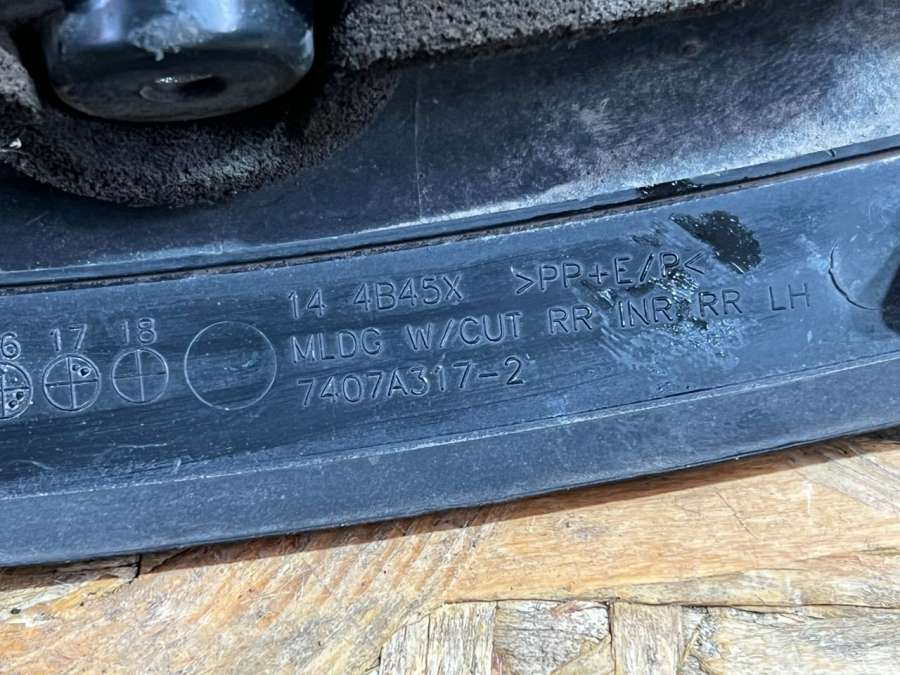 14 4B45X >PP+E/P<
MLDG W/CUT RR INR RR LH
7407A317-2
6 17 18